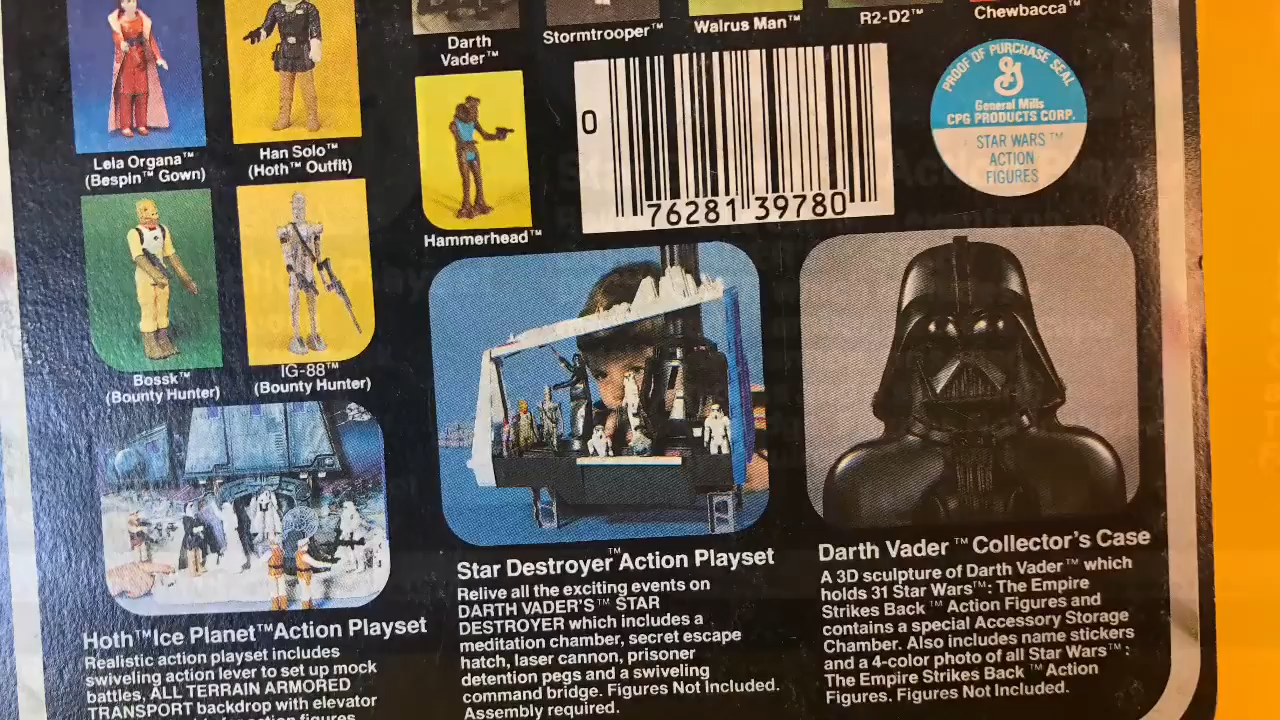 Darth
Vader™
Stormtrooper™
Walrus Man™
R2-D2™
Chewbacca™
Leia Organa™
(Bespin™ Gown)
Han Solo™
(Hoth™ Outfit)
Hammerhead™
0
76281 39780
PROOF OF PURCHASE SEAL
General Mills
CPG PRODUCTS CORP.
STAR WARS™
ACTION
FIGURES
Bossk™
(Bounty Hunter)
IG-88™
(Bounty Hunter)
Hoth™ Ice Planet™ Action Playset
Realistic action playset includes
swiveling action lever to set up mock
battles, ALL TERRAIN ARMORED
TRANSPORT backdrop with elevator
action figures
Star Destroyer™ Action Playset
Relive all the exciting events on
DARTH VADER'S™ STAR
DESTROYER which includes a
meditation chamber, secret escape
hatch, laser cannon, prisoner
detention pegs and a swiveling
command bridge. Figures Not Included.
Assembly required.
Darth Vader™ Collector's Case
A 3D sculpture of Darth Vader™ which
holds 31 Star Wars™: The Empire
Strikes Back™ Action Figures and
contains a special Accessory Storage
Chamber. Also includes name stickers
and a 4-color photo of all Star Wars™:
The Empire Strikes Back™ Action
Figures. Figures Not Included.